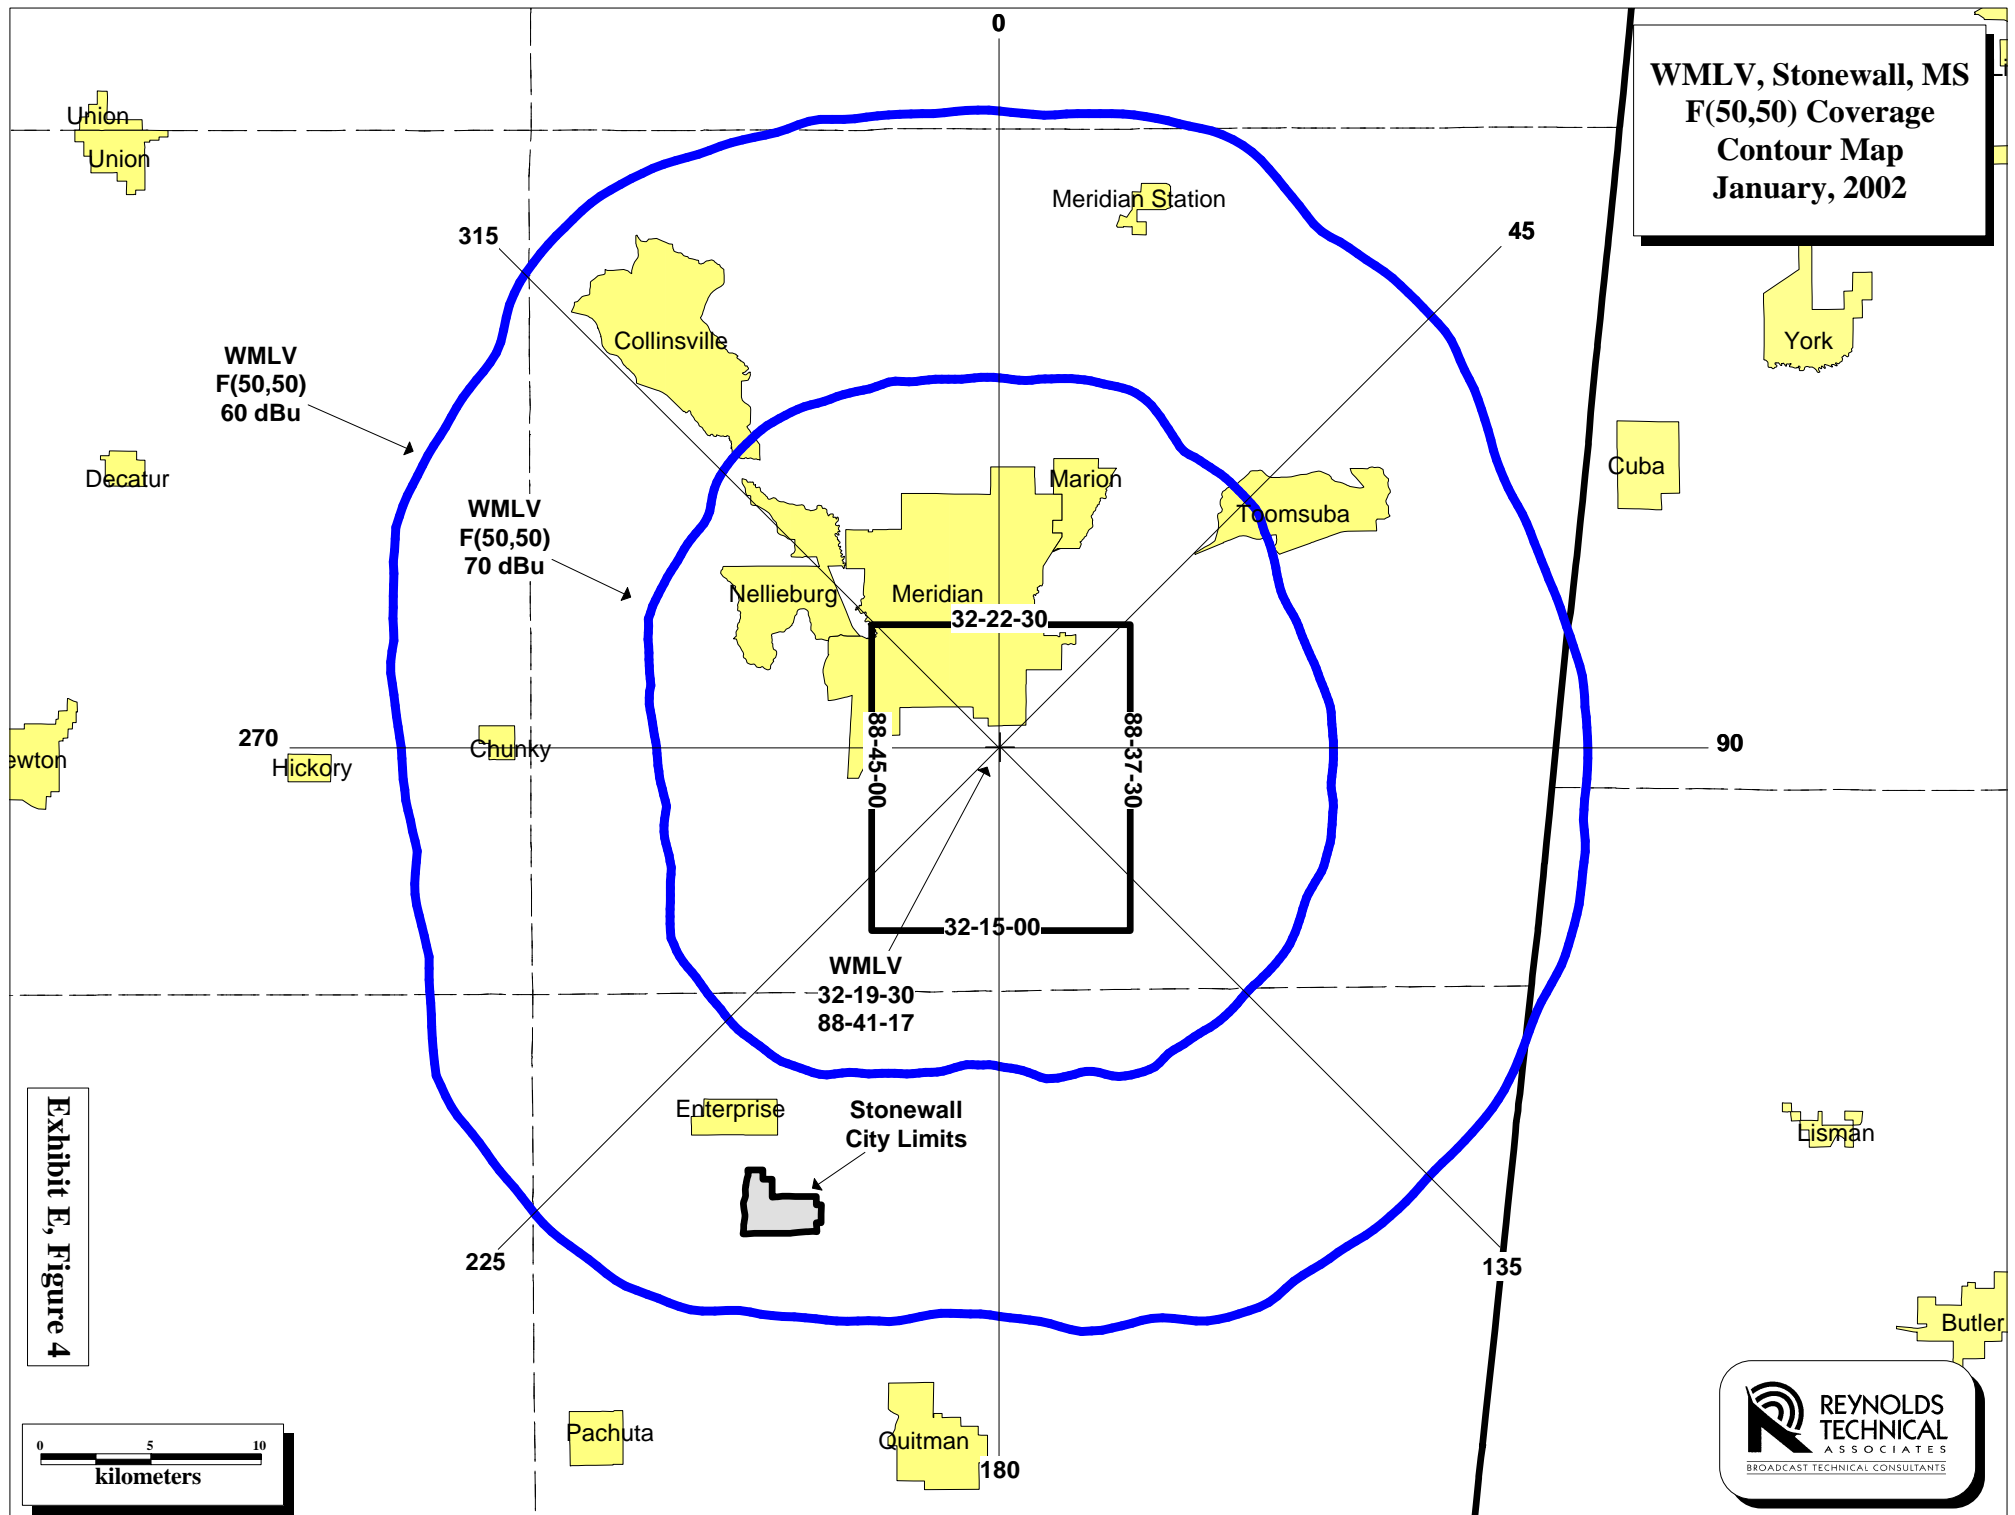 0
WMLV, Stonewall, MS
F(50,50) Coverage
Contour Map
January, 2002
Union
Union
Meridian Station
315
45
Collinsville
York
WMLV
F(50,50)
60 dBu
Decatur
Marion
Cuba
WMLV
F(50,50)
70 dBu
Toomsuba
Nellieburg
Meridian
32-22-30
88-45-00
88-37-30
270
90
Chunky
Hickory
ewton
32-15-00
WMLV
32-19-30
88-41-17
Enterprise
Stonewall
City Limits
Lisman
Exhibit E, Figure 4
225
135
Butler
Pachuta
Quitman
180
0 5 10
kilometers
REYNOLDS
TECHNICAL
ASSOCIATES
BROADCAST TECHNICAL CONSULTANTS